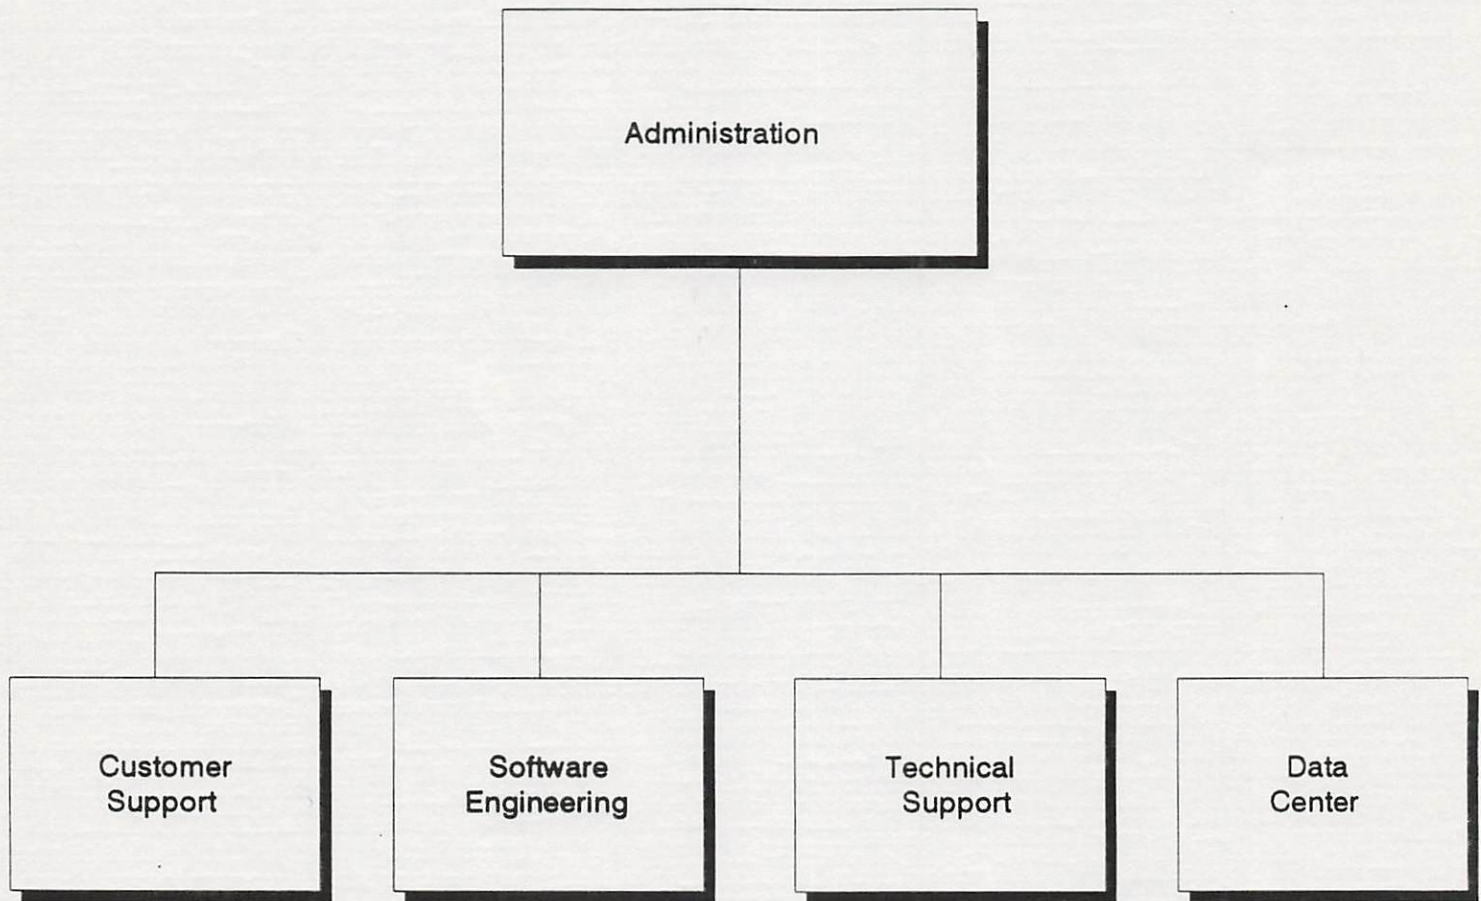 Administration
Customer
Support
Software
Engineering
Technical
Support
Data
Center